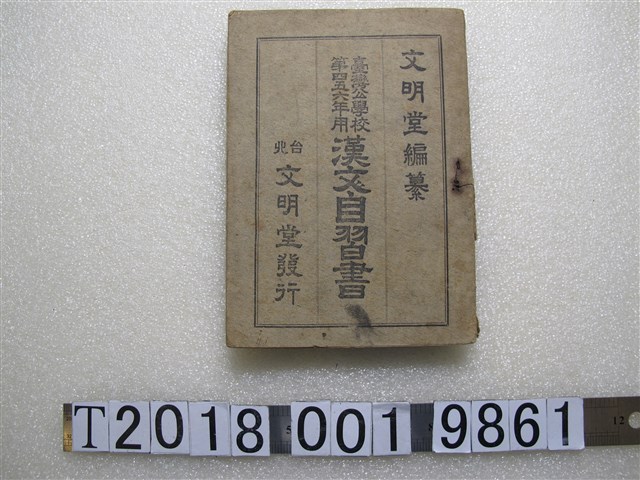 文明堂編纂
臺灣公學校
第四五六年用
漢文自習書
台北
文明堂發行
T2018 001 9861
12